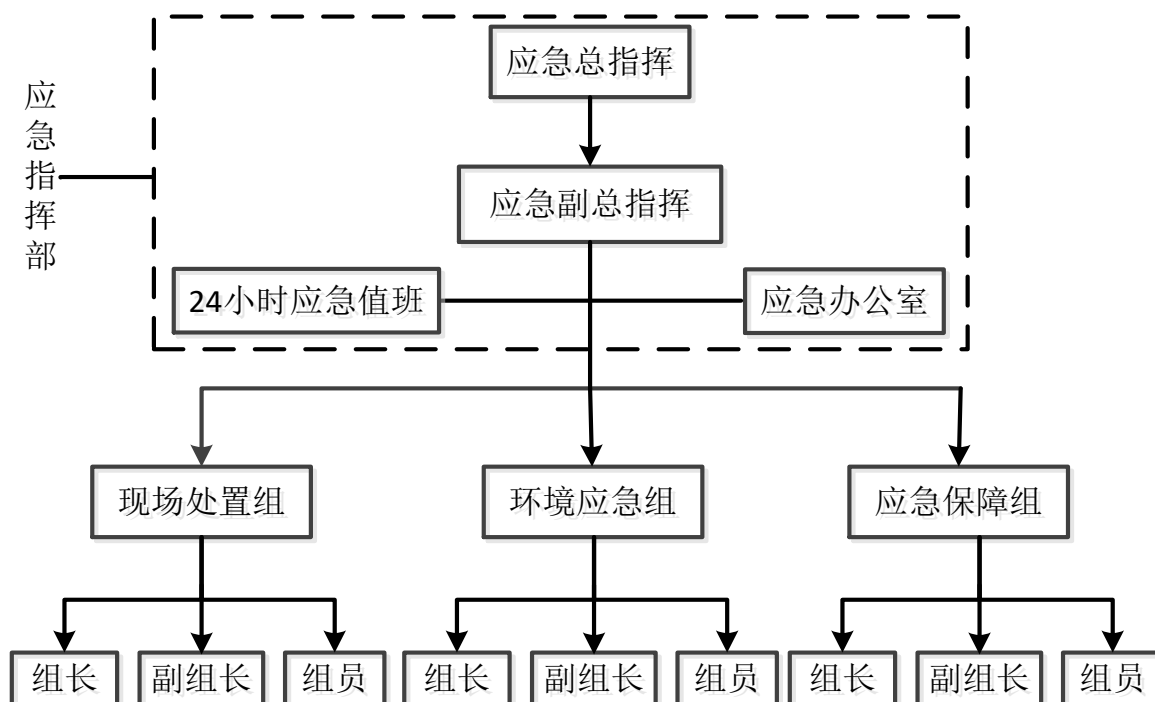 应急总指挥
应急指挥部
应急副总指挥
24小时应急值班
应急办公室
现场处置组
环境应急组
应急保障组
组长
副组长
组员
组长
副组长
组员
组长
副组长
组员